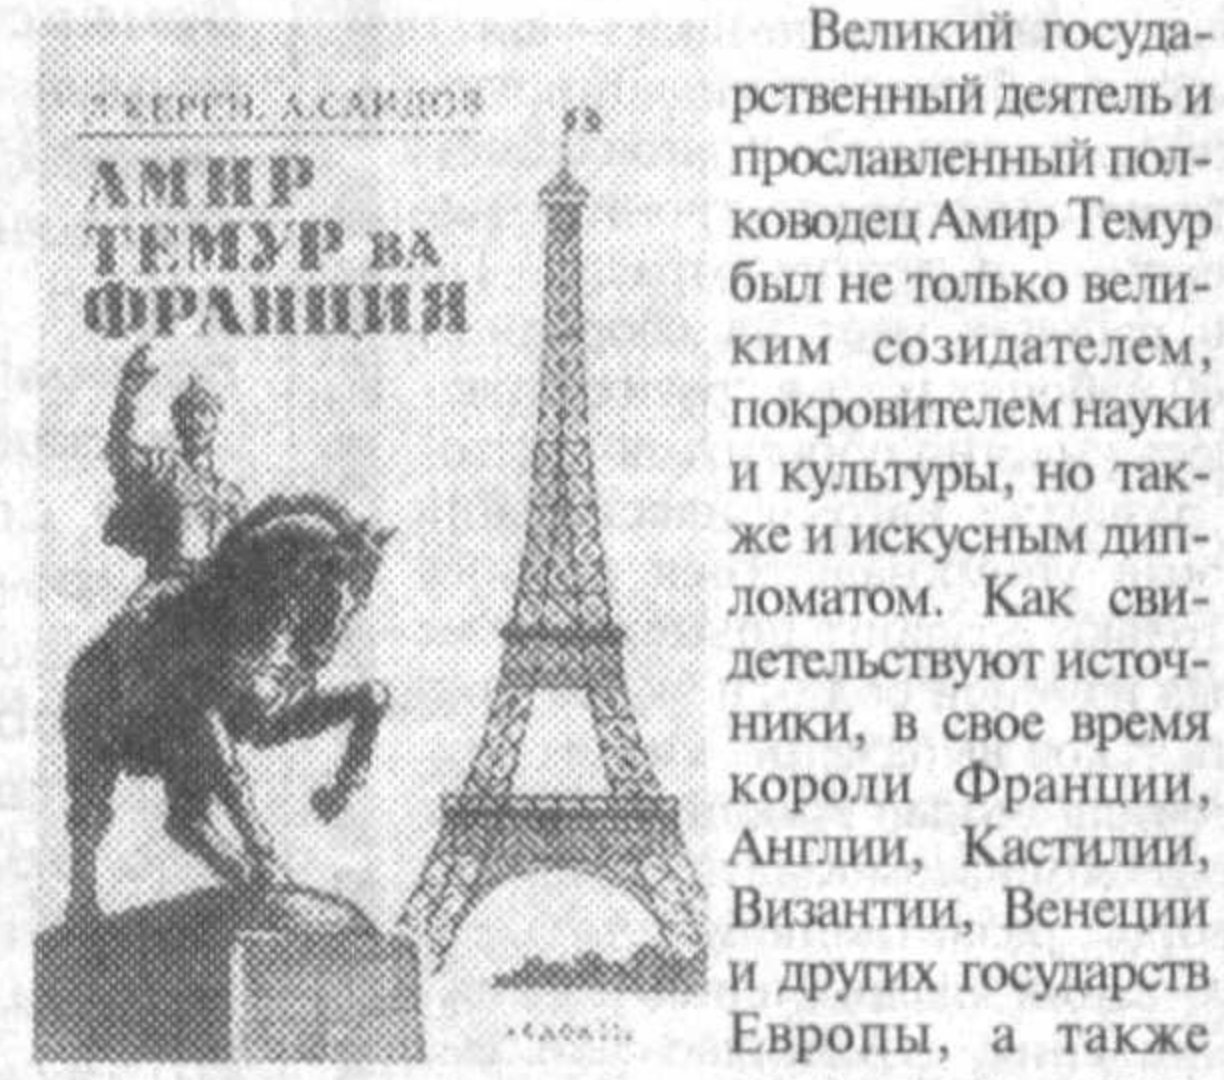 Л.КЕРЕН, А.САИДОВ
АМИР
ТЕМУР ВА
ФРАНЦИЯ
Великий госуда-
рственный деятель и
прославленный пол-
ководец Амир Темур
был не только вели-
ким созидателем,
покровителем науки
и культуры, но так-
же и искусным дип-
ломатом. Как сви-
детельствуют источ-
ники, в свое время
короли Франции,
Англии, Кастилии,
Византии, Венеции
и других государств
Европы, а также